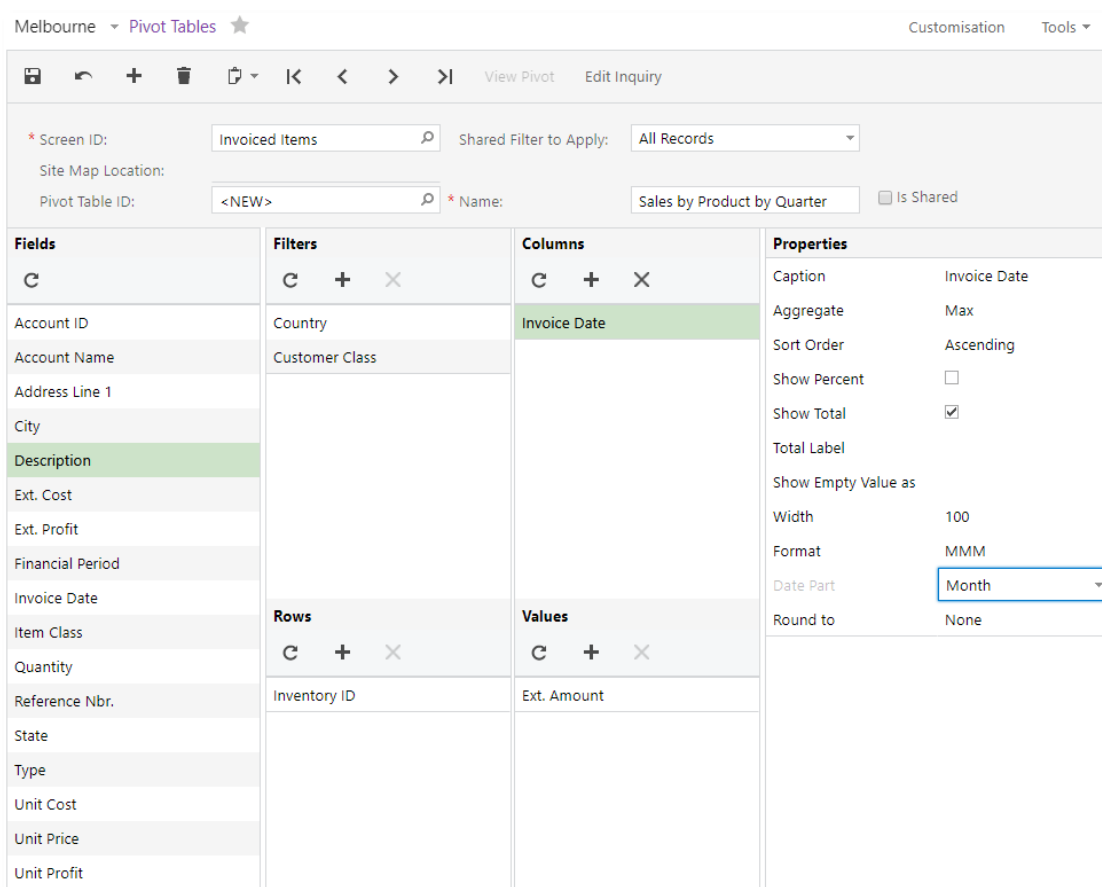 Melbourne Pivot Tables Customisation Tools
View Pivot Edit Inquiry
* Screen ID: Invoiced Items Shared Filter to Apply: All Records
Site Map Location:
Pivot Table ID: <NEW> * Name: Sales by Product by Quarter Is Shared
Fields
Account ID
Account Name
Address Line 1
City
Description
Ext. Cost
Ext. Profit
Financial Period
Invoice Date
Item Class
Quantity
Reference Nbr.
State
Type
Unit Cost
Unit Price
Unit Profit
Filters
Country
Customer Class
Rows
Inventory ID
Columns
Invoice Date
Values
Ext. Amount
Properties
Caption Invoice Date
Aggregate Max
Sort Order Ascending
Show Percent
Show Total
Total Label
Show Empty Value as
Width 100
Format MMM
Date Part Month
Round to None